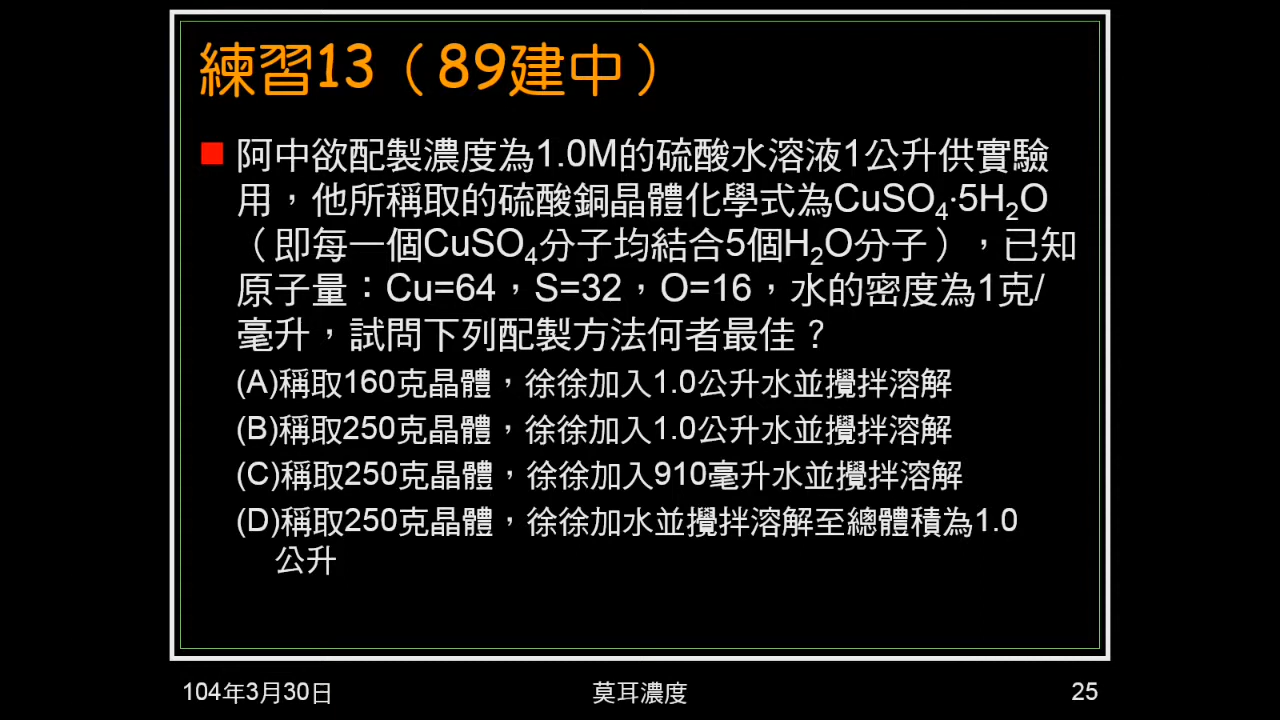 練習13（89建中）
阿中欲配製濃度為1.0M的硫酸水溶液1公升供實驗
用，他所稱取的硫酸銅晶體化學式為CuSO₄·5H₂O
（即每一個CuSO₄分子均結合5個H₂O分子），已知
原子量：Cu=64，S=32，O=16，水的密度為1克/
毫升，試問下列配製方法何者最佳？
(A)稱取160克晶體，徐徐加入1.0公升水並攪拌溶解
(B)稱取250克晶體，徐徐加入1.0公升水並攪拌溶解
(C)稱取250克晶體，徐徐加入910毫升水並攪拌溶解
(D)稱取250克晶體，徐徐加水並攪拌溶解至總體積為1.0
公升
104年3月30日
莫耳濃度
25